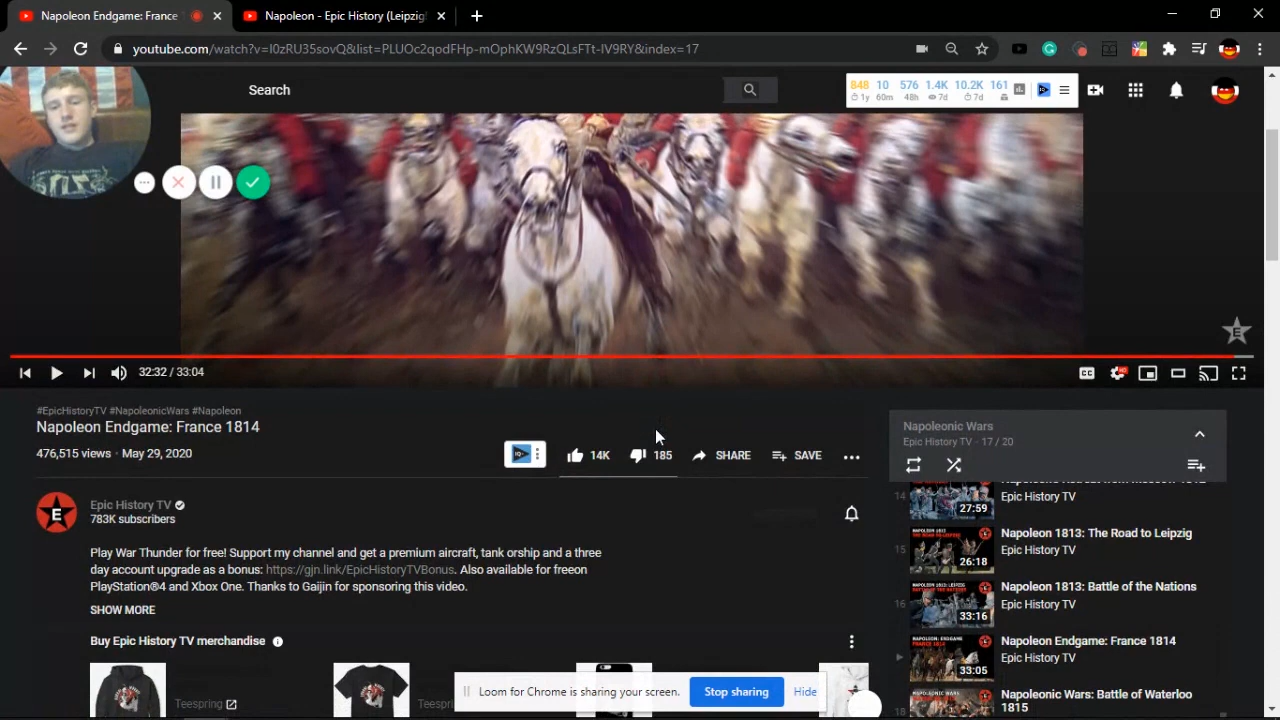 Napoleon Endgame: France
Napoleon - Epic History (Leipzig
youtube.com/watch?v=I0zRU35sovQ&list=PLUOc2qodFHp-mOphKW9RzQLsFTt-IV9RY&index=17
Search
848 10 576 1.4K 10.2K 161
1y 60m 48h 7d 7d
32:32 / 33:04
#EpicHistoryTV #NapoleonicWars #Napoleon
Napoleon Endgame: France 1814
476,515 views • May 29, 2020
14K 185 SHARE SAVE
E
Epic History TV
783K subscribers
Play War Thunder for free! Support my channel and get a premium aircraft, tank orship and a three
day account upgrade as a bonus: https://gjn.link/EpicHistoryTVBonus. Also available for freeon
PlayStation®4 and Xbox One. Thanks to Gaijin for sponsoring this video.
SHOW MORE
Buy Epic History TV merchandise
Teespring
Teespri
Napoleonic Wars
Epic History TV - 17 / 20
14
27:59
Epic History TV
15
26:18
Napoleon 1813: The Road to Leipzig
Epic History TV
16
33:16
Napoleon 1813: Battle of the Nations
Epic History TV
33:05
Napoleon Endgame: France 1814
Epic History TV
18
Napoleonic Wars: Battle of Waterloo
1815
Loom for Chrome is sharing your screen.
Stop sharing
Hide